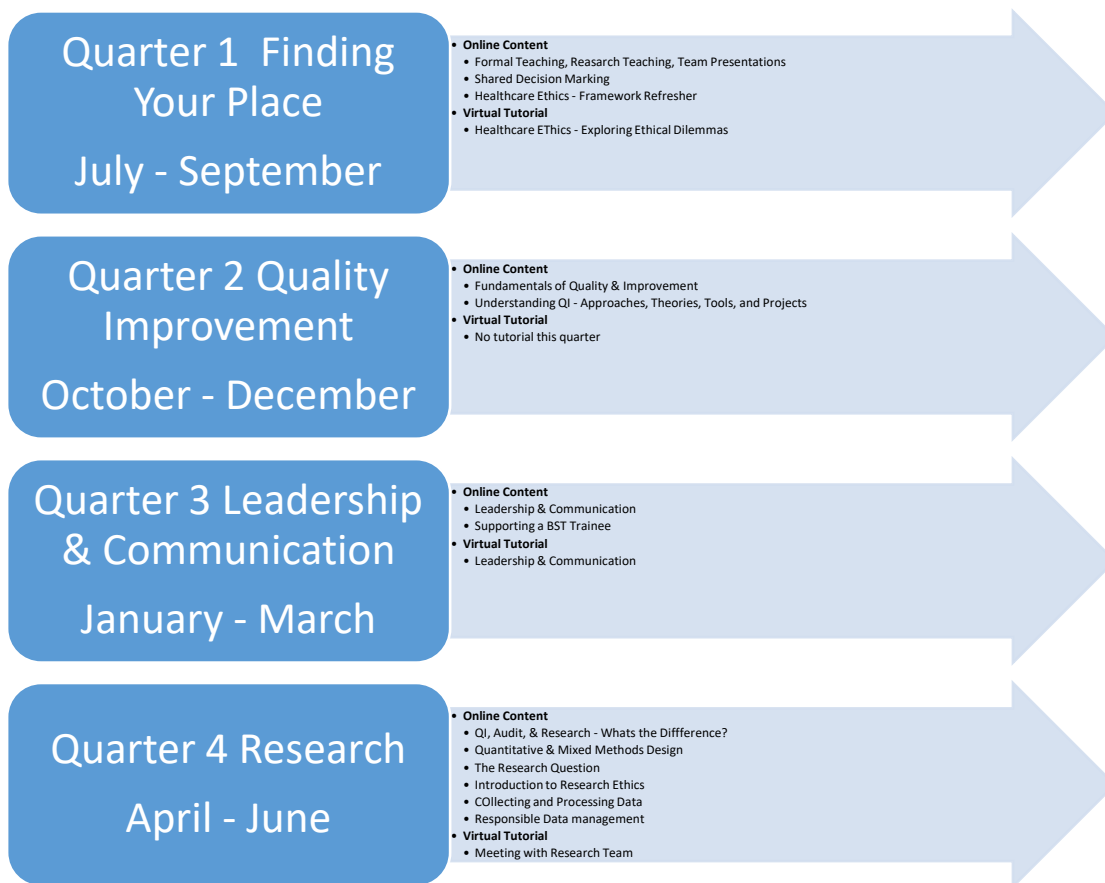 Quarter 1  Finding
Your Place
July - September
• Online Content
• Formal Teaching, Reasarch Teaching, Team Presentations
• Shared Decision Marking
• Healthcare Ethics - Framework Refresher
• Virtual Tutorial
• Healthcare EThics - Exploring Ethical Dilemmas
Quarter 2 Quality
Improvement
October - December
• Online Content
• Fundamentals of Quality & Improvement
• Understanding QI - Approaches, Theories, Tools, and Projects
• Virtual Tutorial
• No tutorial this quarter
Quarter 3 Leadership
& Communication
January - March
• Online Content
• Leadership & Communication
• Supporting a BST Trainee
• Virtual Tutorial
• Leadership & Communication
Quarter 4 Research
April - June
• Online Content
• QI, Audit, & Research - Whats the Diffference?
• Quantitative & Mixed Methods Design
• The Research Question
• Introduction to Research Ethics
• COllecting and Processing Data
• Responsible Data management
• Virtual Tutorial
• Meeting with Research Team